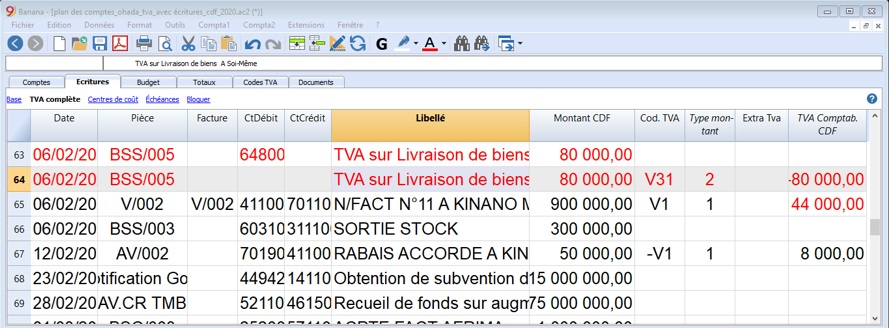 Banana - [plan des comptes_ohada_tva_avec écritures_cdf_2020.ac2 (*)]
Fichier Edition Données Format Outils Compta1 Compta2 Extensions Fenêtre ?
TVA sur Livraison de biens A Soi-Même
Comptes Ecritures Budget Totaux Codes TVA Documents
Base TVA complète Centres de coût Échéances Bloquer
Date Pièce Facture CtDébit CtCrédit Libellé Montant CDF Cod. TVA Type mon- Extra Tva TVA Comptab.
tant CDF
63 06/02/20 BSS/005 64800 TVA sur Livraison de biens 80 000,00
64 06/02/20 BSS/005 TVA sur Livraison de biens 80 000,00 V31 2 -80 000,00
65 06/02/20 V/002 V/002 41100 70110 N/FACT N°11 A KINANO M 900 000,00 V1 1 44 000,00
66 06/02/20 BSS/003 60310 31110 SORTIE STOCK 300 000,00
67 12/02/20 AV/002 70190 41100 RABAIS ACCORDE A KIN 50 000,00 -V1 1 8 000,00
68 23/02/20 otification Go 44942 14110 Obtention de subvention d 15 000 000,00
69 28/02/20 AV.CR TMB 52110 46150 Recueil de fonds sur augm 75 000 000,00